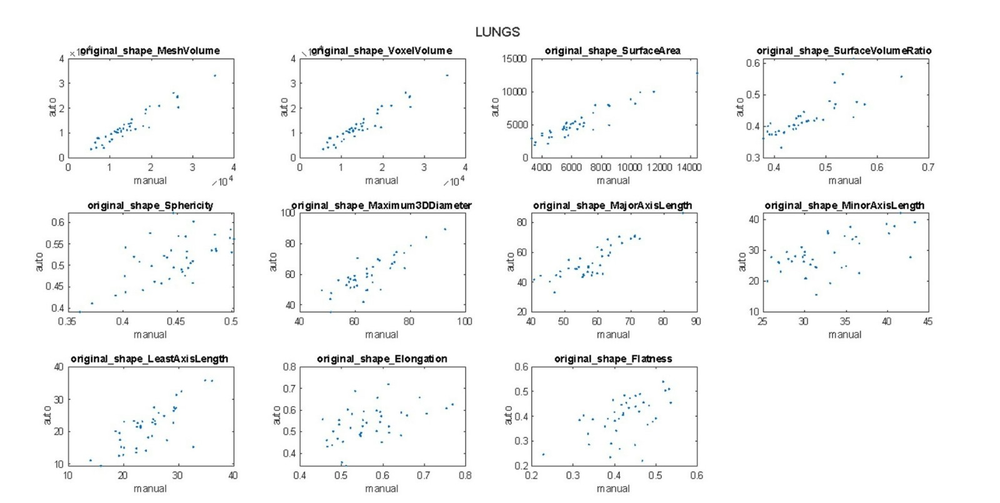 LUNGS
original_shape_MeshVolume
original_shape_VoxelVolume
original_shape_SurfaceArea
original_shape_SurfaceVolumeRatio
4
3
2
1
0
auto
0 1 2 3 4
manual
10 4
4
3
2
1
0
auto
0 1 2 3 4
manual
10 4
15000
10000
5000
0
auto
4000 6000 8000 10000 12000 14000
manual
0.6
0.5
0.4
0.3
auto
0.4 0.5 0.6 0.7
manual
original_shape_Sphericity
original_shape_Maximum3DDiameter
original_shape_MajorAxisLength
original_shape_MinorAxisLength
0.6
0.55
0.5
0.45
0.4
auto
0.35 0.4 0.45 0.5
manual
100
80
60
40
auto
40 60 80 100
manual
80
60
40
20
auto
40 50 60 70 80 90
manual
40
30
20
10
auto
25 30 35 40 45
manual
original_shape_LeastAxisLength
original_shape_Elongation
original_shape_Flatness
40
30
20
10
auto
10 20 30 40
manual
0.8
0.7
0.6
0.5
0.4
auto
0.4 0.5 0.6 0.7 0.8
manual
0.6
0.5
0.4
0.3
0.2
auto
0.2 0.3 0.4 0.5 0.6
manual